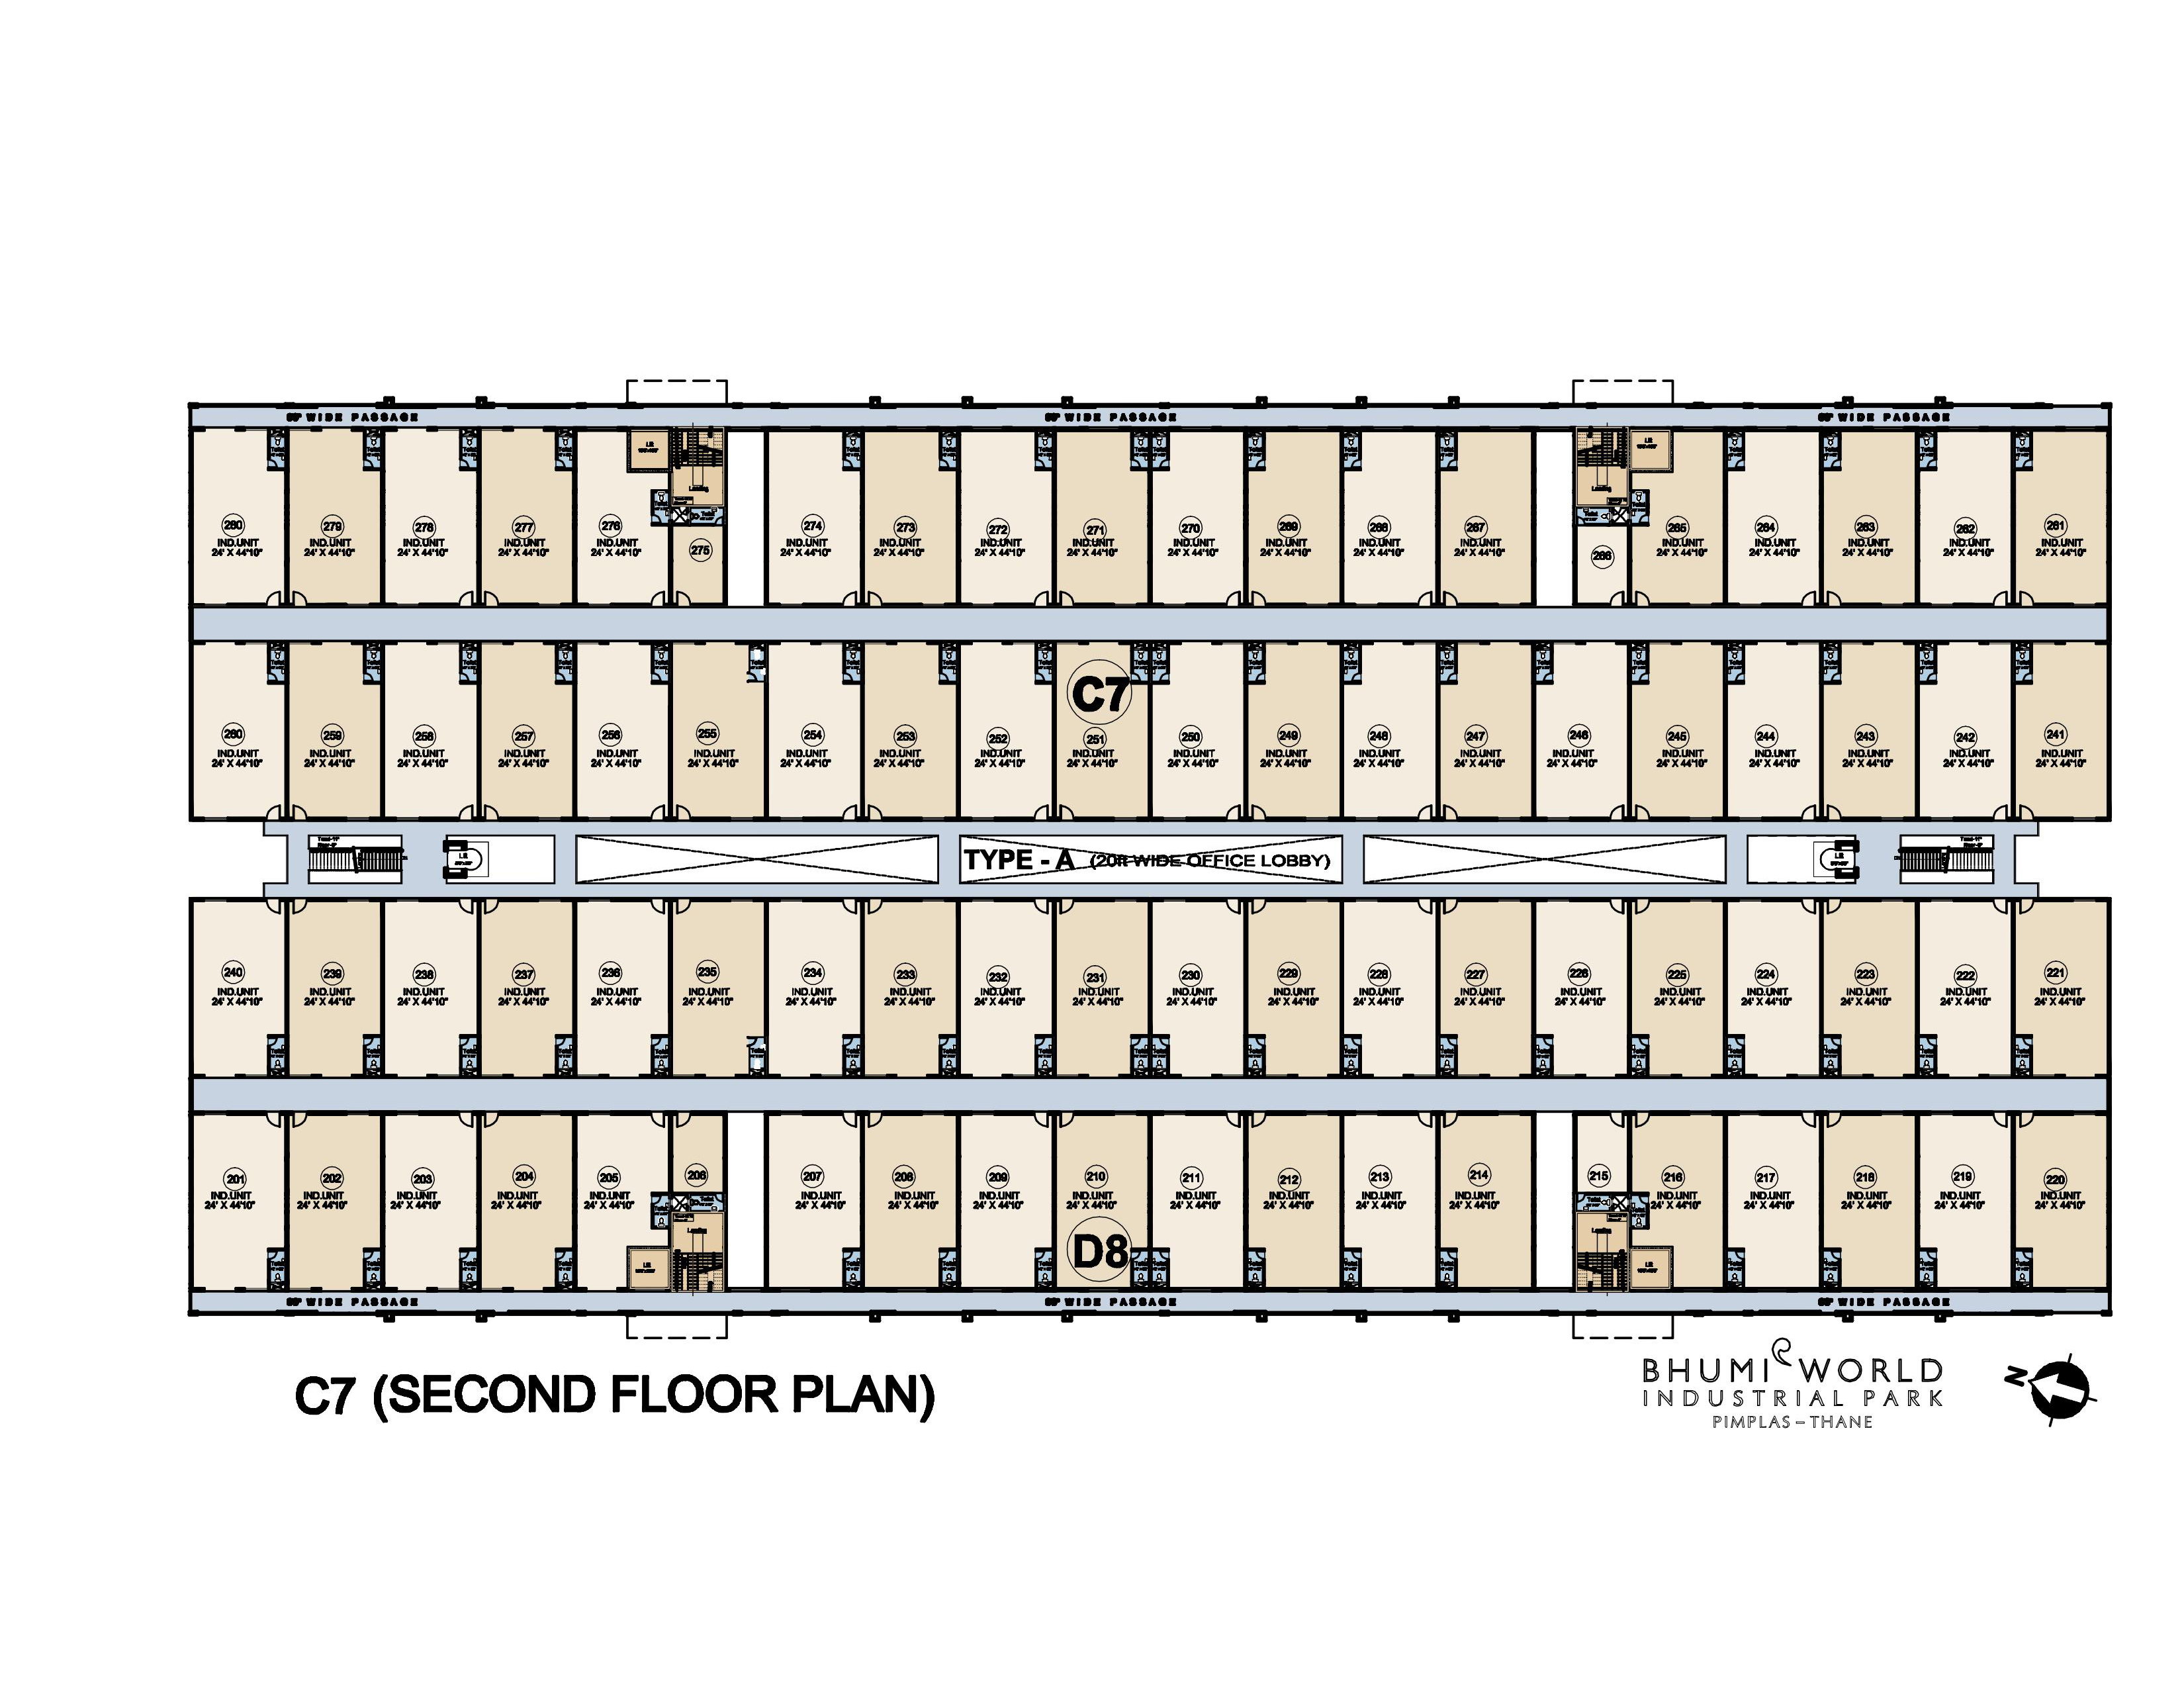 WIDE PASSAGE WIDE PASSAGE WIDE PASSAGE
Landing Landing
280 279 278 277 276 275 274 273 272 271 270 269 268 267 266 265 264 263 262 261
IND.UNIT IND.UNIT IND.UNIT IND.UNIT IND.UNIT IND.UNIT IND.UNIT IND.UNIT IND.UNIT IND.UNIT IND.UNIT IND.UNIT IND.UNIT IND.UNIT IND.UNIT IND.UNIT IND.UNIT IND.UNIT
24' X 44'10" 24' X 44'10" 24' X 44'10" 24' X 44'10" 24' X 44'10" 24' X 44'10" 24' X 44'10" 24' X 44'10" 24' X 44'10" 24' X 44'10" 24' X 44'10" 24' X 44'10" 24' X 44'10" 24' X 44'10" 24' X 44'10" 24' X 44'10" 24' X 44'10" 24' X 44'10"
C7
260 259 258 257 256 255 254 253 252 251 250 249 248 247 246 245 244 243 242 241
IND.UNIT IND.UNIT IND.UNIT IND.UNIT IND.UNIT IND.UNIT IND.UNIT IND.UNIT IND.UNIT IND.UNIT IND.UNIT IND.UNIT IND.UNIT IND.UNIT IND.UNIT IND.UNIT IND.UNIT IND.UNIT IND.UNIT IND.UNIT
24' X 44'10" 24' X 44'10" 24' X 44'10" 24' X 44'10" 24' X 44'10" 24' X 44'10" 24' X 44'10" 24' X 44'10" 24' X 44'10" 24' X 44'10" 24' X 44'10" 24' X 44'10" 24' X 44'10" 24' X 44'10" 24' X 44'10" 24' X 44'10" 24' X 44'10" 24' X 44'10" 24' X 44'10" 24' X 44'10"
TYPE - A (20ft WIDE OFFICE LOBBY)
240 239 238 237 236 235 234 233 232 231 230 229 228 227 226 225 224 223 222 221
IND.UNIT IND.UNIT IND.UNIT IND.UNIT IND.UNIT IND.UNIT IND.UNIT IND.UNIT IND.UNIT IND.UNIT IND.UNIT IND.UNIT IND.UNIT IND.UNIT IND.UNIT IND.UNIT IND.UNIT IND.UNIT IND.UNIT IND.UNIT
24' X 44'10" 24' X 44'10" 24' X 44'10" 24' X 44'10" 24' X 44'10" 24' X 44'10" 24' X 44'10" 24' X 44'10" 24' X 44'10" 24' X 44'10" 24' X 44'10" 24' X 44'10" 24' X 44'10" 24' X 44'10" 24' X 44'10" 24' X 44'10" 24' X 44'10" 24' X 44'10" 24' X 44'10" 24' X 44'10"
201 202 203 204 205 206 207 208 209 210 211 212 213 214 215 216 217 218 219 220
IND.UNIT IND.UNIT IND.UNIT IND.UNIT IND.UNIT IND.UNIT IND.UNIT IND.UNIT IND.UNIT IND.UNIT IND.UNIT IND.UNIT IND.UNIT IND.UNIT IND.UNIT IND.UNIT IND.UNIT IND.UNIT
24' X 44'10" 24' X 44'10" 24' X 44'10" 24' X 44'10" 24' X 44'10" 24' X 44'10" 24' X 44'10" 24' X 44'10" 24' X 44'10" 24' X 44'10" 24' X 44'10" 24' X 44'10" 24' X 44'10" 24' X 44'10" 24' X 44'10" 24' X 44'10" 24' X 44'10" 24' X 44'10"
Landing Landing
D8
WIDE PASSAGE WIDE PASSAGE WIDE PASSAGE
C7 (SECOND FLOOR PLAN)
BHUMI WORLD
INDUSTRIAL PARK
PIMPLAS–THANE
N